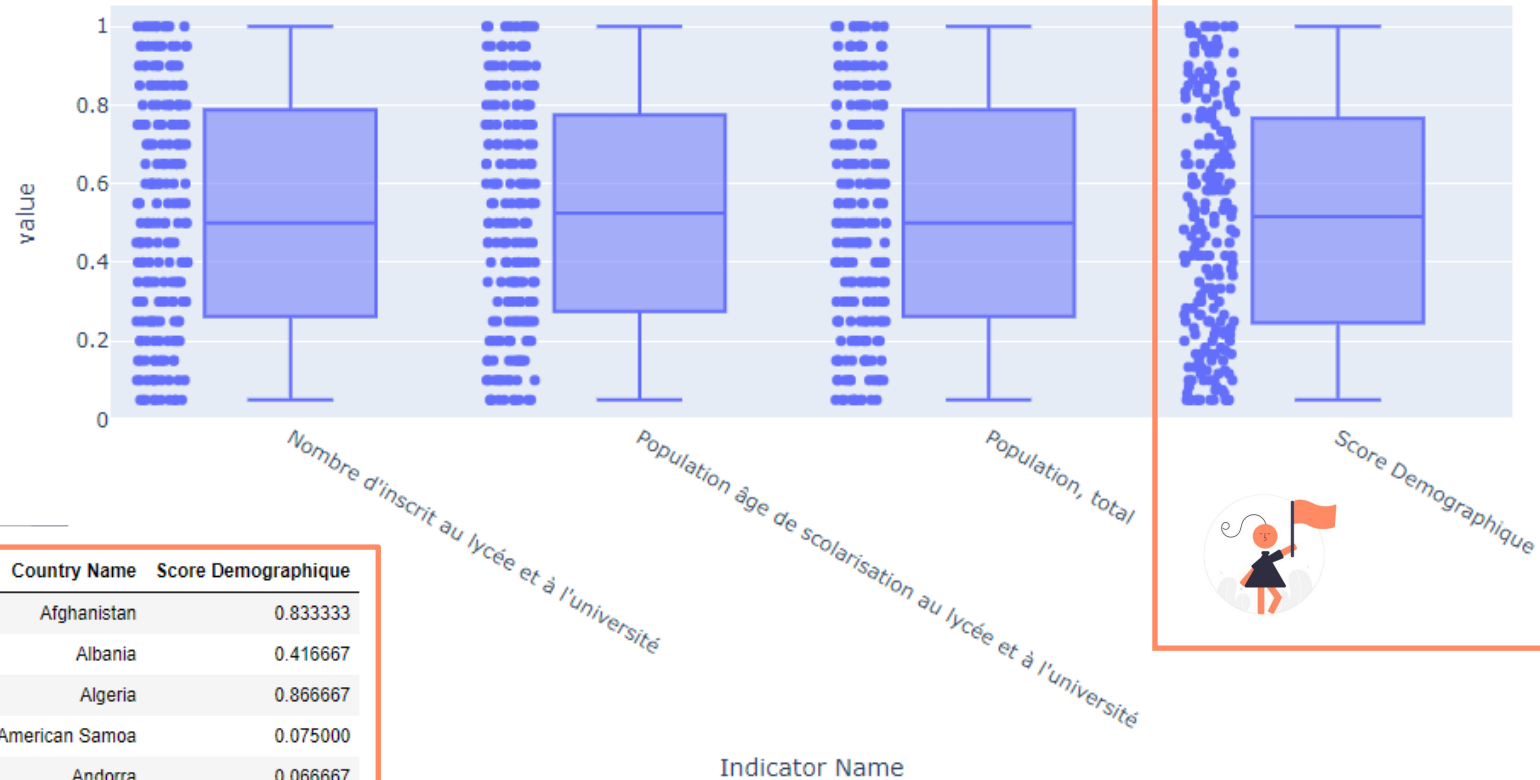 1
0.8
0.6
0.4
0.2
0
value
Nombre d'inscrit au lycée et à l'université
Population âge de scolarisation au lycée et à l'université
Population, total
Score Demographique
Indicator Name
Country Name Score Demographique
Afghanistan 0.833333
Albania 0.416667
Algeria 0.866667
American Samoa 0.075000
Andorra 0.066667